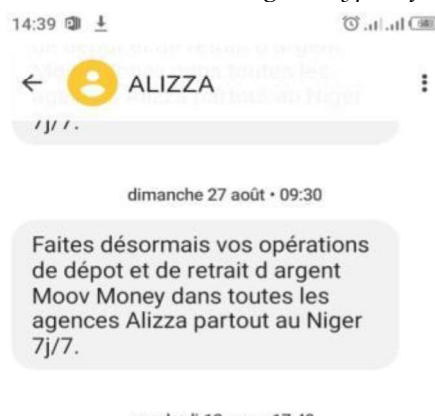 14:39
ALIZZA
7j/7.
dimanche 27 août • 09:30
Faites désormais vos opérations
de dépot et de retrait d argent
Moov Money dans toutes les
agences Alizza partout au Niger
7j/7.